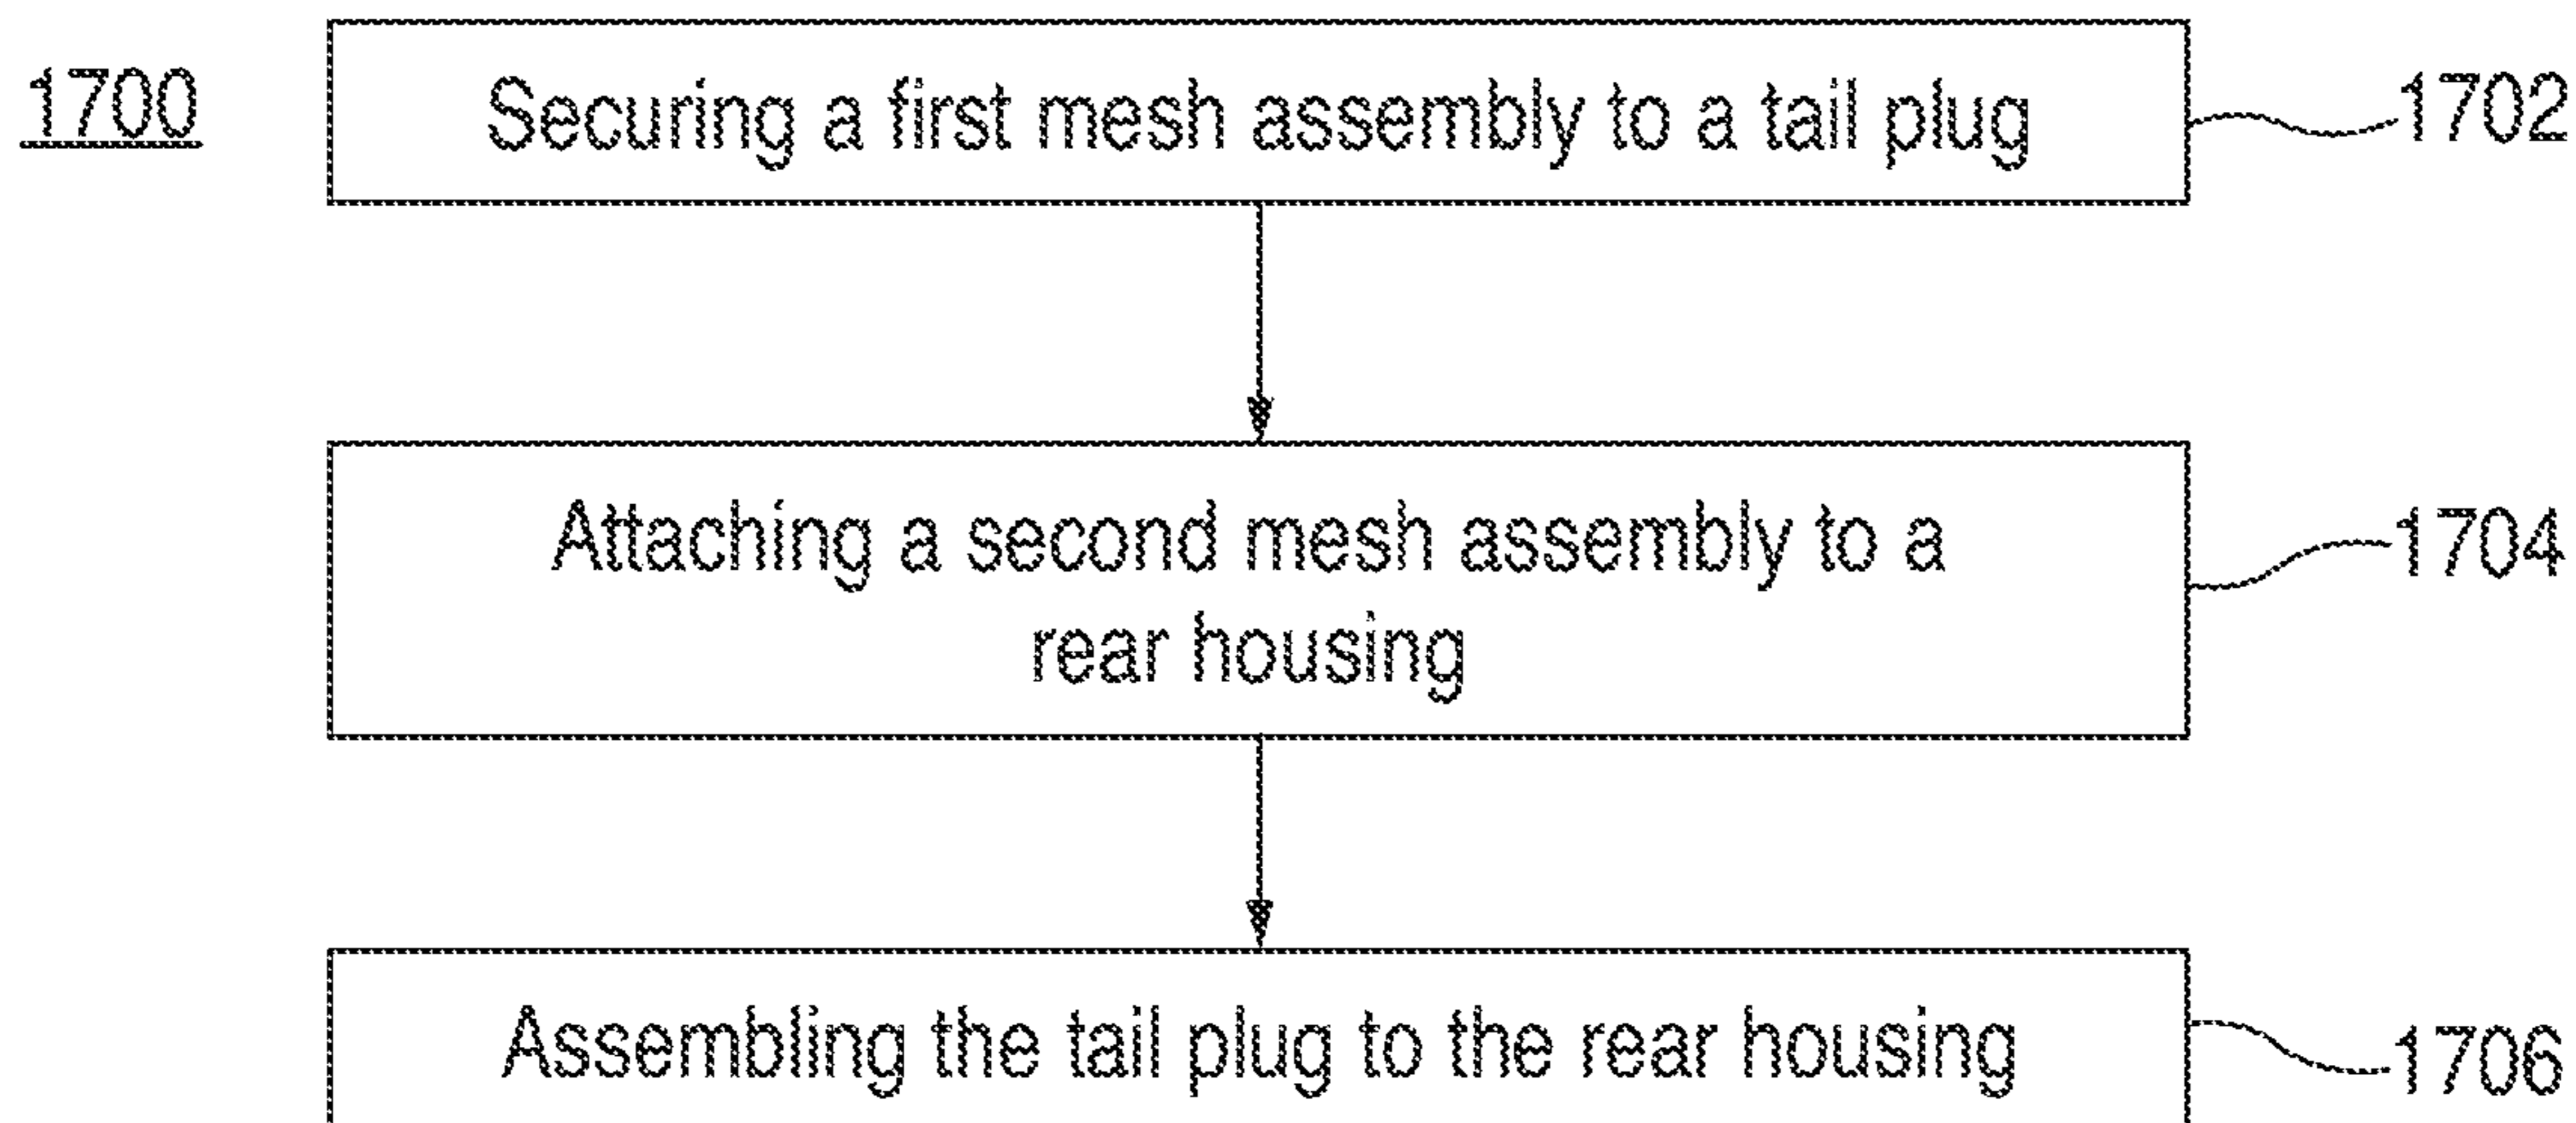 1700
Securing a first mesh assembly to a tail plug
1702
Attaching a second mesh assembly to a
rear housing
1704
Assembling the tail plug to the rear housing
1706